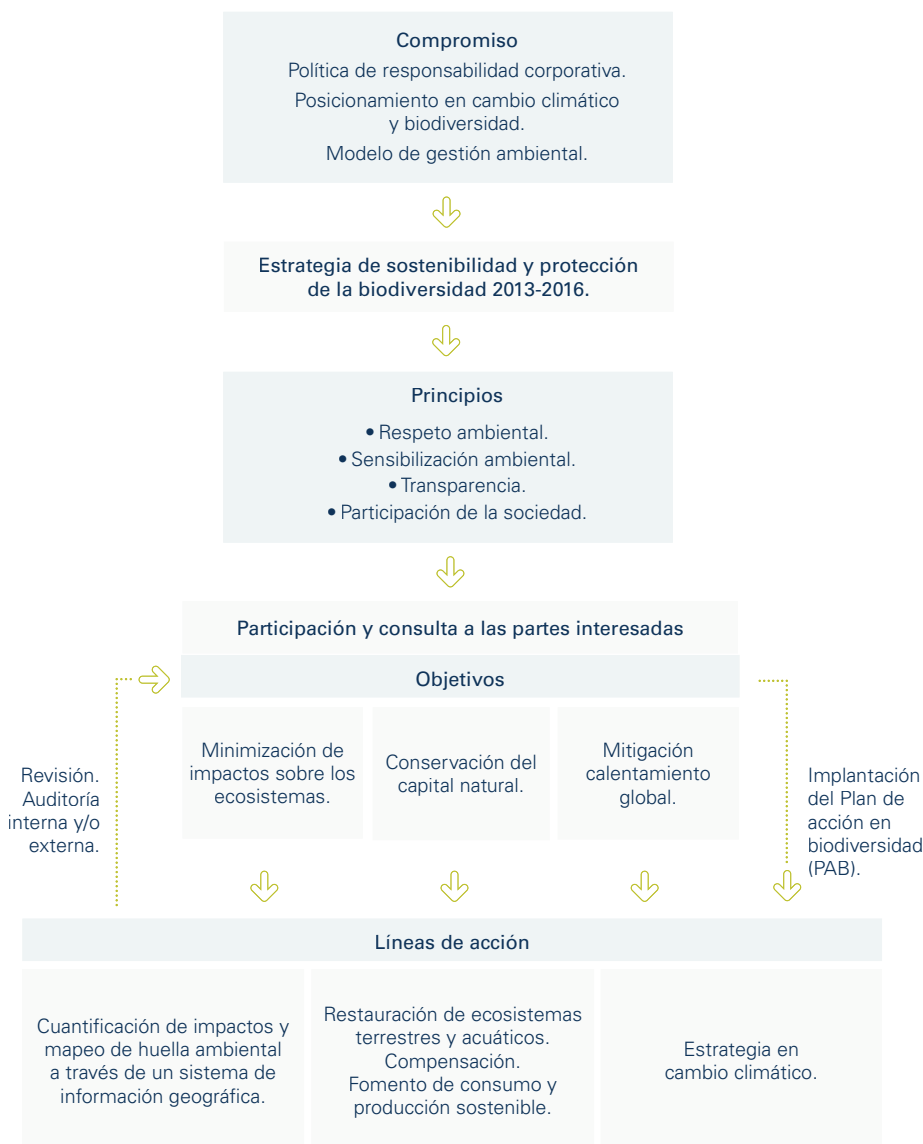 Compromiso
Política de responsabilidad corporativa.
Posicionamiento en cambio climático
y biodiversidad.
Modelo de gestión ambiental.
Estrategia de sostenibilidad y protección
de la biodiversidad 2013-2016.
Principios
• Respeto ambiental.
• Sensibilización ambiental.
• Transparencia.
• Participación de la sociedad.
Participación y consulta a las partes interesadas
Objetivos
Minimización de
impactos sobre los
ecosistemas.
Conservación del
capital natural.
Mitigación
calentamiento
global.
Revisión.
Auditoría
interna y/o
externa.
Implantación
del Plan de
acción en
biodiversidad
(PAB).
Líneas de acción
Cuantificación de impactos y
mapeo de huella ambiental
a través de un sistema de
información geográfica.
Restauración de ecosistemas
terrestres y acuáticos.
Compensación.
Fomento de consumo y
producción sostenible.
Estrategia en
cambio climático.